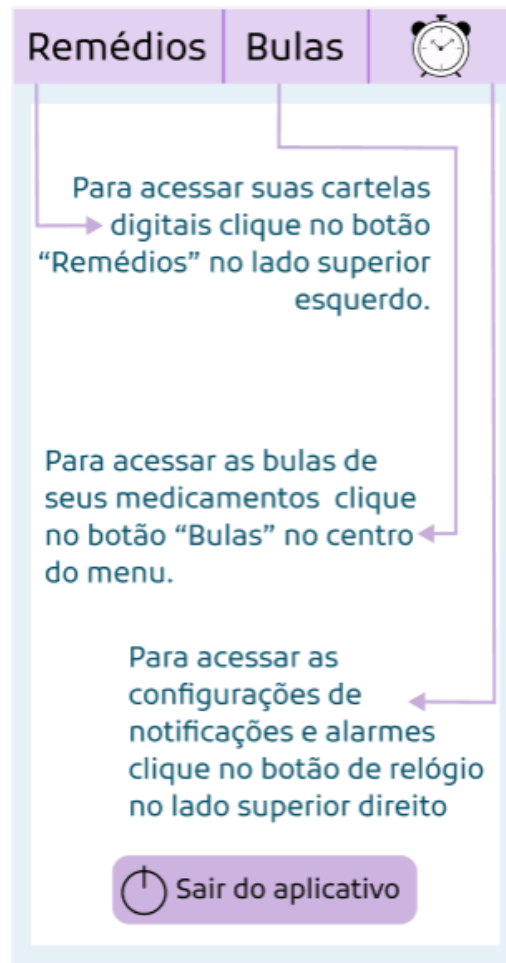 Remédios Bulas
Para acessar suas cartelas
digitais clique no botão
“Remédios” no lado superior
esquerdo.
Para acessar as bulas de
seus medicamentos clique
no botão “Bulas” no centro
do menu.
Para acessar as
configurações de
notificações e alarmes
clique no botão de relógio
no lado superior direito
Sair do aplicativo